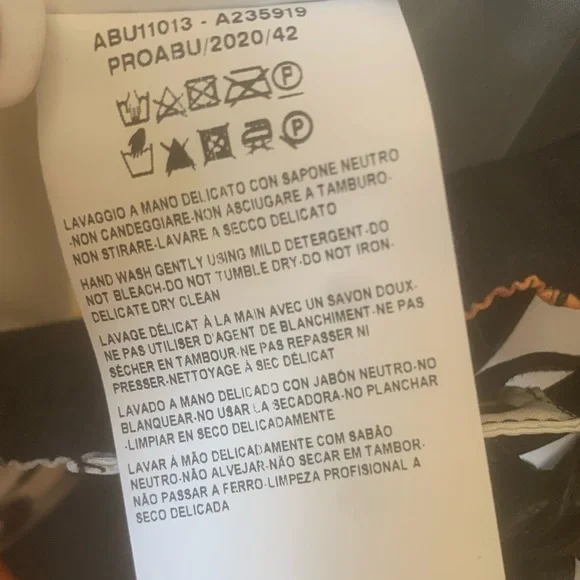 ABU11013 - A235919
PROABU/2020/42
P
P
LAVAGGIO A MANO DELICATO CON SAPONE NEUTRO
-NON CANDEGGIARE-NON ASCIUGARE A TAMBURO-
NON STIRARE-LAVARE A SECCO DELICATO
HAND WASH GENTLY USING MILD DETERGENT-DO
NOT BLEACH-DO NOT TUMBLE DRY-DO NOT IRON-
DELICATE DRY CLEAN
LAVAGE DÉLICAT À LA MAIN AVEC UN SAVON DOUX-
NE PAS UTILISER D'AGENT DE BLANCHIMENT-NE PAS
SÉCHER EN TAMBOUR-NE PAS REPASSER NI
PRESSER-NETTOYAGE À SEC DÉLICAT
LAVADO A MANO DELICADO CON JABÓN NEUTRO-NO
BLANQUEAR-NO USAR LA SECADORA-NO PLANCHAR
-LIMPIAR EN SECO DELICADAMENTE
LAVAR À MÃO DELICADAMENTE COM SABÃO
NEUTRO-NÃO ALVEJAR-NÃO SECAR EM TAMBOR-
NÃO PASSAR A FERRO-LIMPEZA PROFISIONAL A
SECO DELICADA